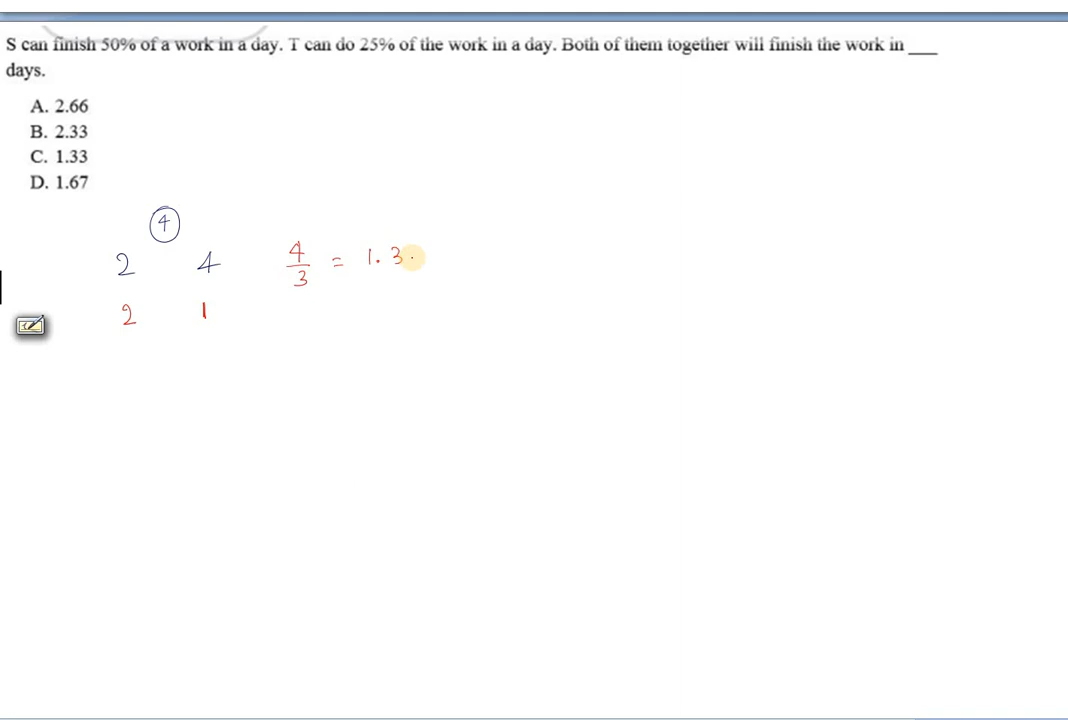 S can finish 50% of a work in a day. T can do 25% of the work in a day. Both of them together will finish the work in ___
days.
A. 2.66
B. 2.33
C. 1.33
D. 1.67
4
2 4 4/3 = 1.3
2 1